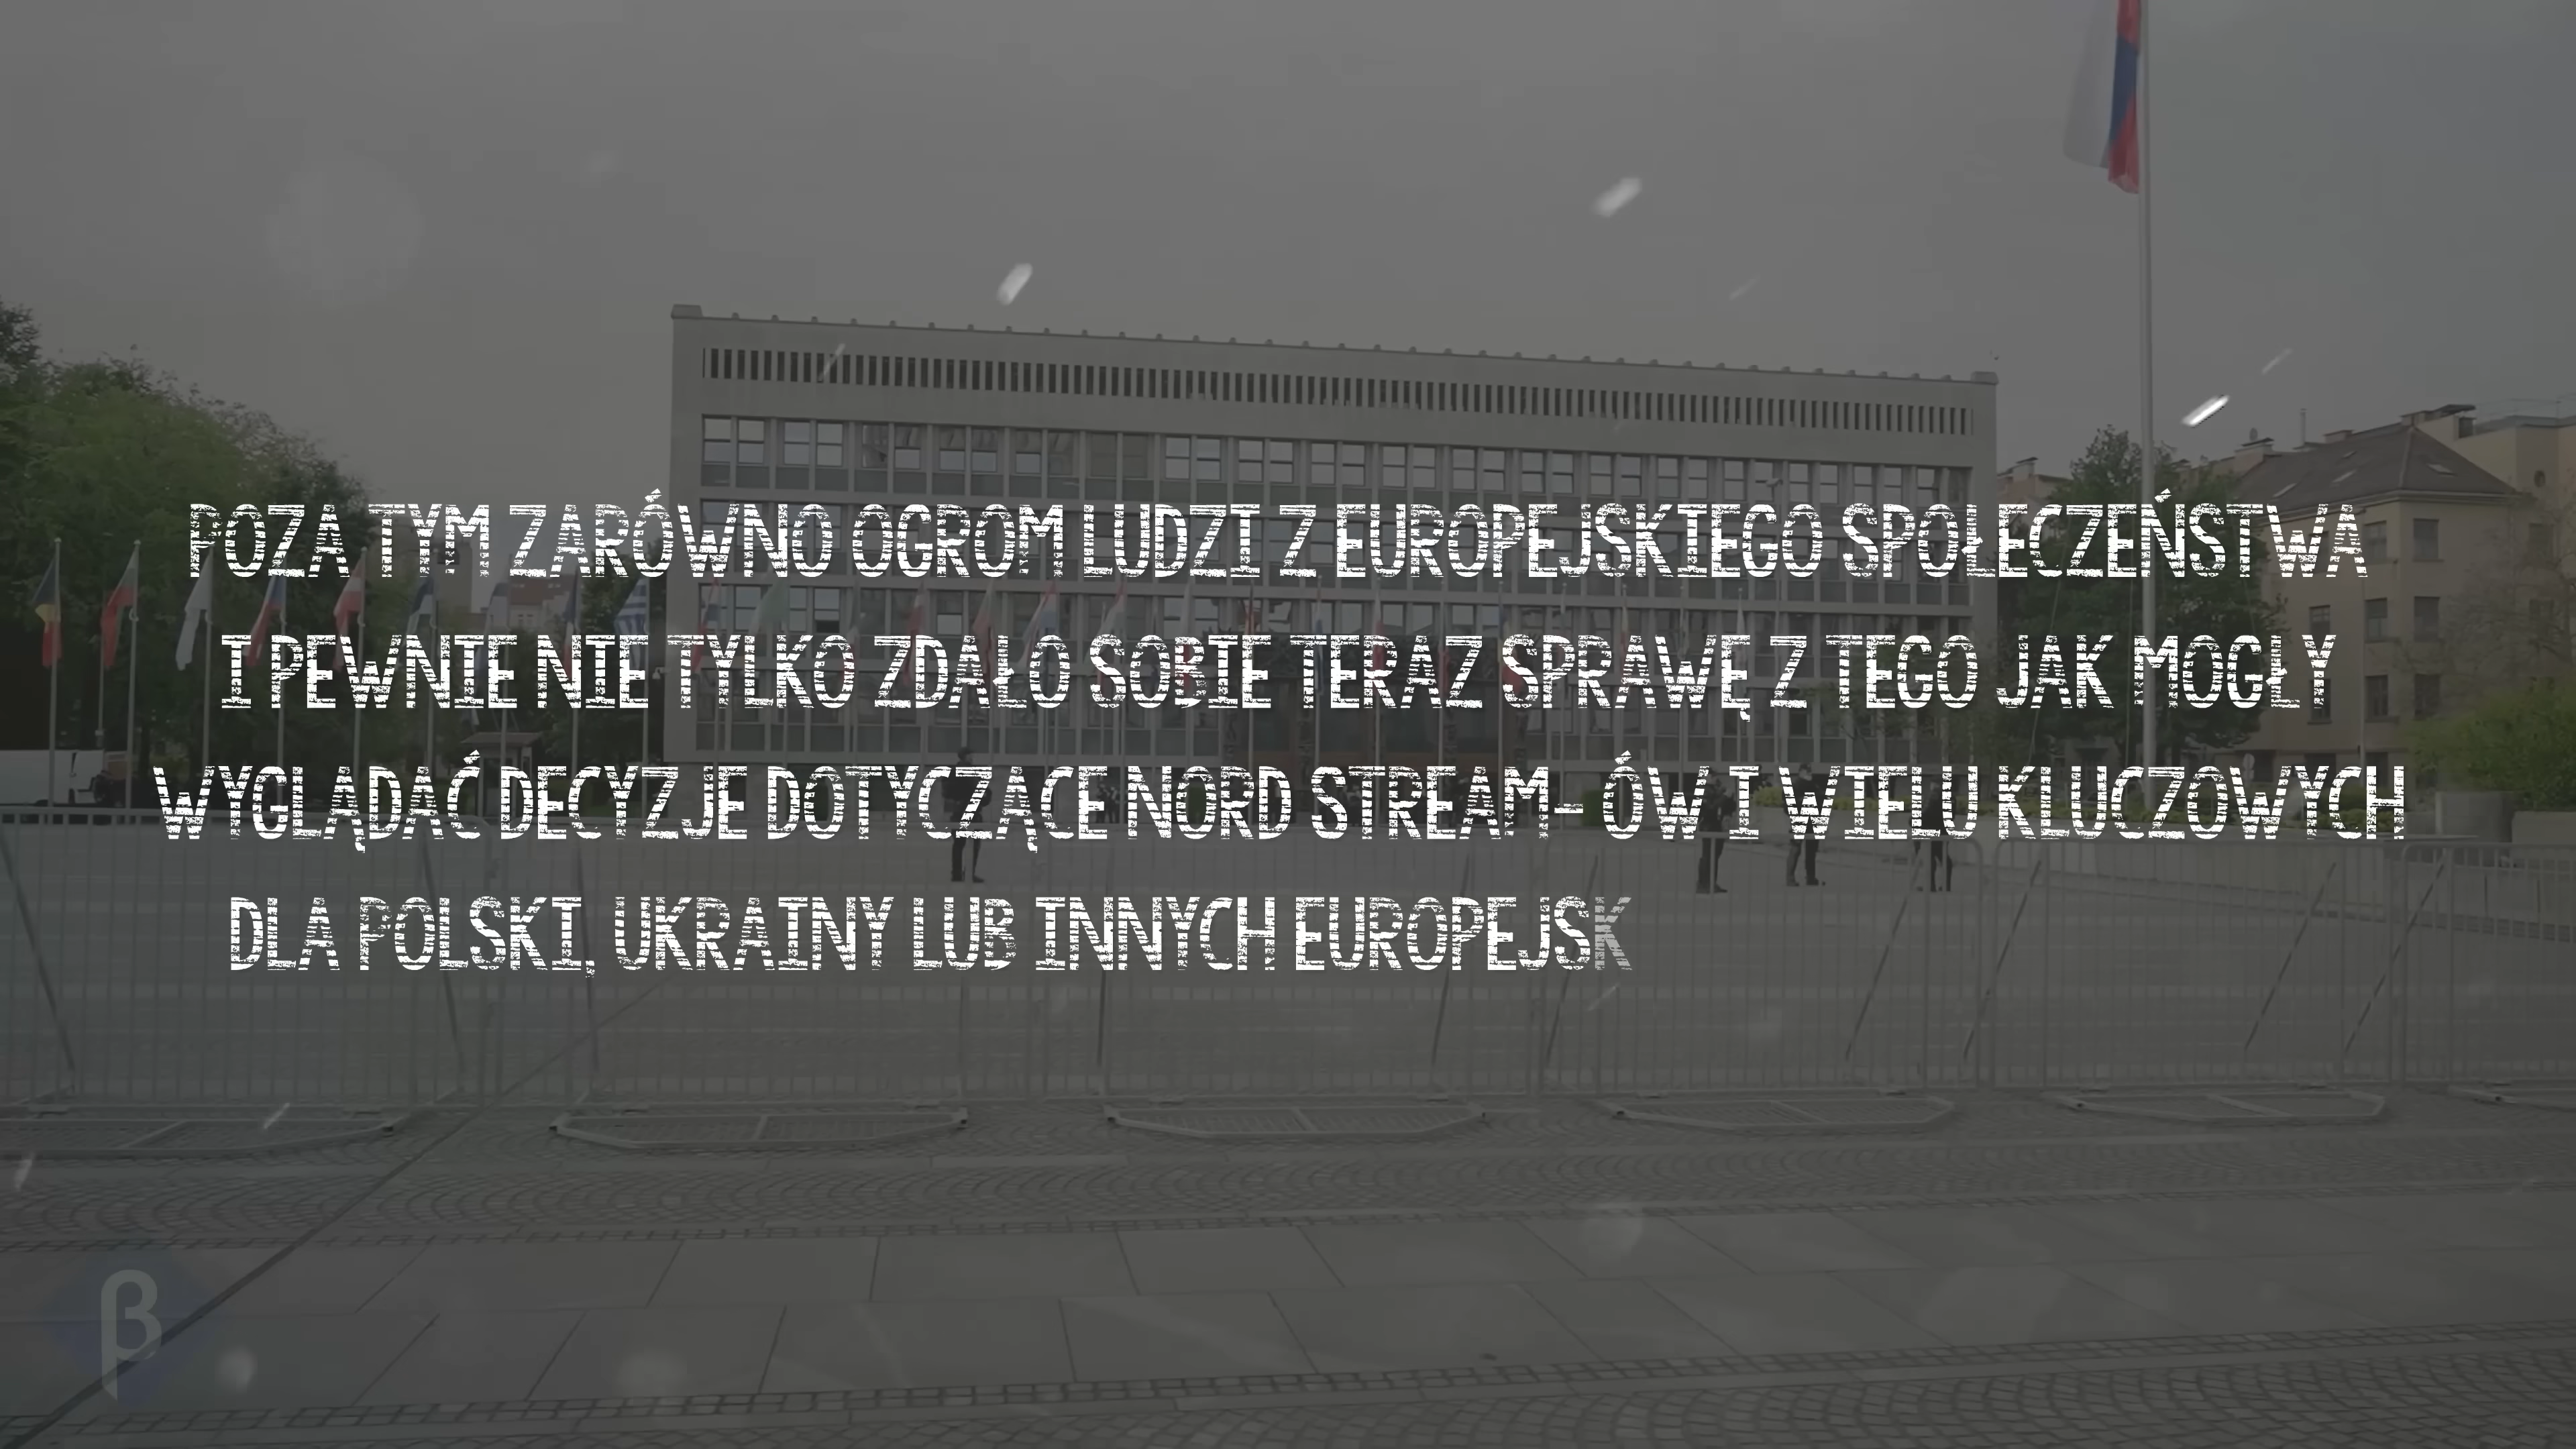 POZA TYM ZARÓWNO OGROM LUDZI Z EUROPEJSKIEGO SPOŁECZEŃSTWA
I PEWNIE NIE TYLKO ZDAŁO SOBIE TERAZ SPRAWĘ Z TEGO JAK MOGŁY
WYGLĄDAĆ DECYZJE DOTYCZĄCE NORD STREAM- ÓW I WIELU KLUCZOWYCH
DLA POLSKI, UKRAINY LUB INNYCH EUROPEJSK
β